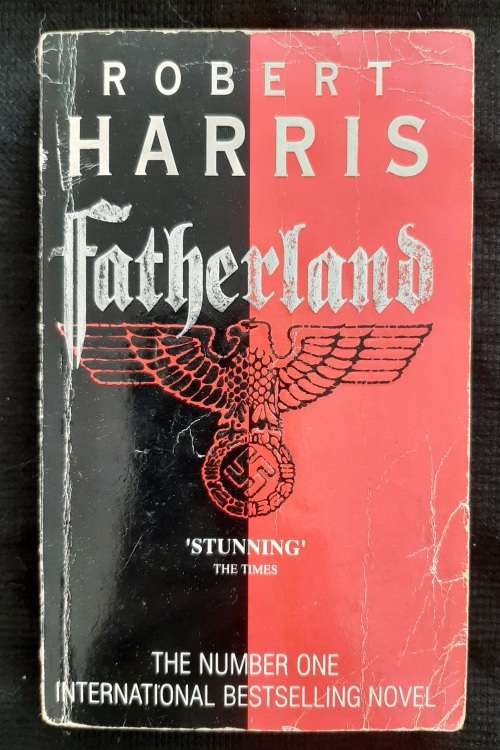 ROBERT
HARRIS
Fatherland
'STUNNING'
THE TIMES
THE NUMBER ONE
INTERNATIONAL BESTSELLING NOVEL